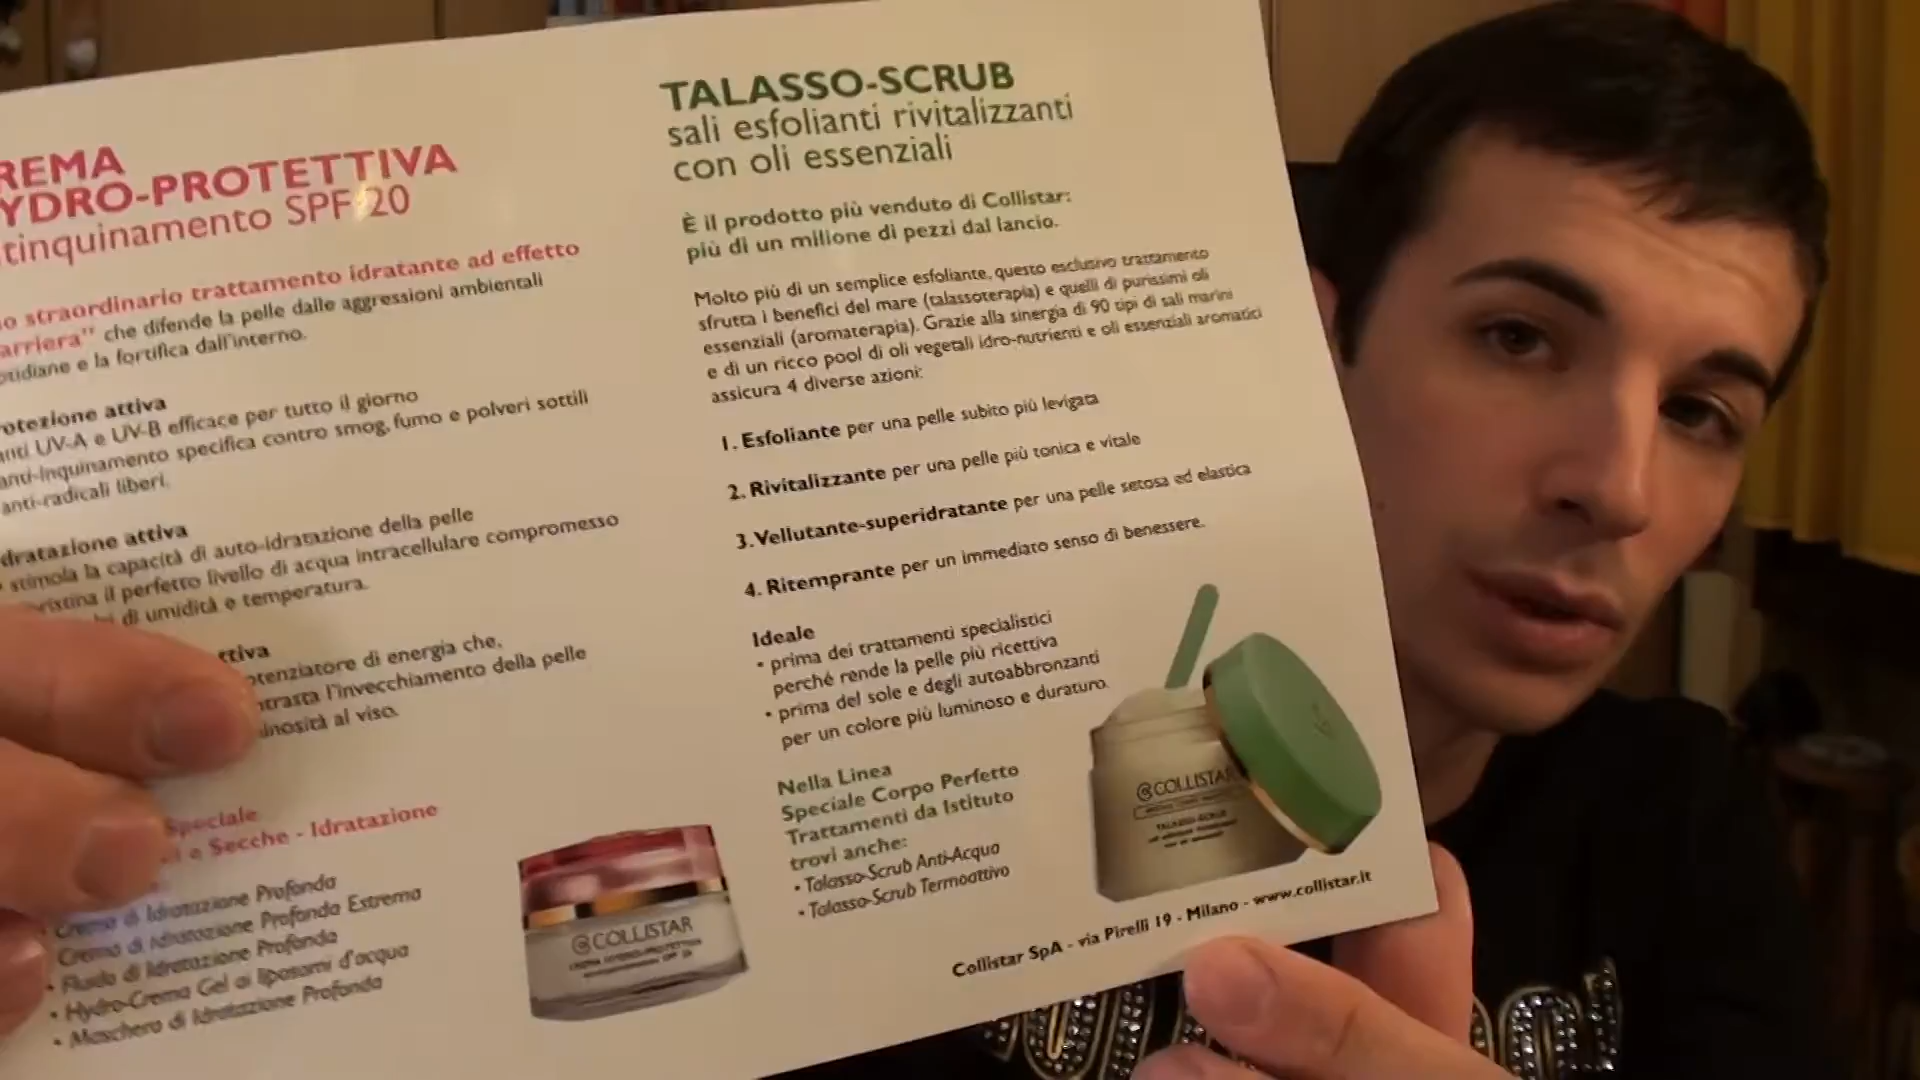 REMA
YDRO-PROTETTIVA
tinquinamento SPF 20
o straordinario trattamento idratante ad effetto
arriera" che difende la pelle dalle aggressioni ambientali
otidiane e la fortifica dall'interno.
otezione attiva
anti UV-A e UV-B efficace per tutto il giorno
anti-inquinamento specifica contro smog, fumo e polveri sottili
anti-radicali liberi.
dratazione attiva
stimola la capacità di auto-idratazione della pelle
ristina il perfetto livello di acqua intracellulare compromesso
di umidità e temperatura.
ttiva
otenziatore di energia che,
ntrasta l'invecchiamento della pelle
inosità al viso.
Speciale
e Secche - Idratazione
Crema di Idratazione Profonda
Crema di Idratazione Profonda Estrema
• Fluido di Idratazione Profonda
• Hydro-Crema Gel ai liposomi d'acqua
• Maschera di Idratazione Profonda
COLLISTAR
TALASSO-SCRUB
sali esfolianti rivitalizzanti
con oli essenziali
È il prodotto più venduto di Collistar:
più di un milione di pezzi dal lancio.
Molto più di un semplice esfoliante, questo esclusivo trattamento
sfrutta i benefici del mare (talassoterapia) e quelli di purissimi oli
essenziali (aromaterapia). Grazie alla sinergia di 90 tipi di sali marini
e di un ricco pool di oli vegetali idro-nutrienti e oli essenziali aromatici
assicura 4 diverse azioni:
1. Esfoliante per una pelle subito più levigata
2. Rivitalizzante per una pelle più tonica e vitale
3. Vellutante-superidratante per una pelle setosa ed elastica
4. Ritemprante per un immediato senso di benessere.
Ideale
• prima dei trattamenti specialistici
perché rende la pelle più ricettiva
• prima del sole e degli autoabbronzanti
per un colore più luminoso e duraturo.
Nella Linea
Speciale Corpo Perfetto
Trattamenti da Istituto
trovi anche:
• Talasso-Scrub Anti-Acqua
• Talasso-Scrub Termoattivo
COLLISTAR
TALASSO-SCRUB
Collistar SpA - via Pirelli 19 - Milano - www.collistar.it